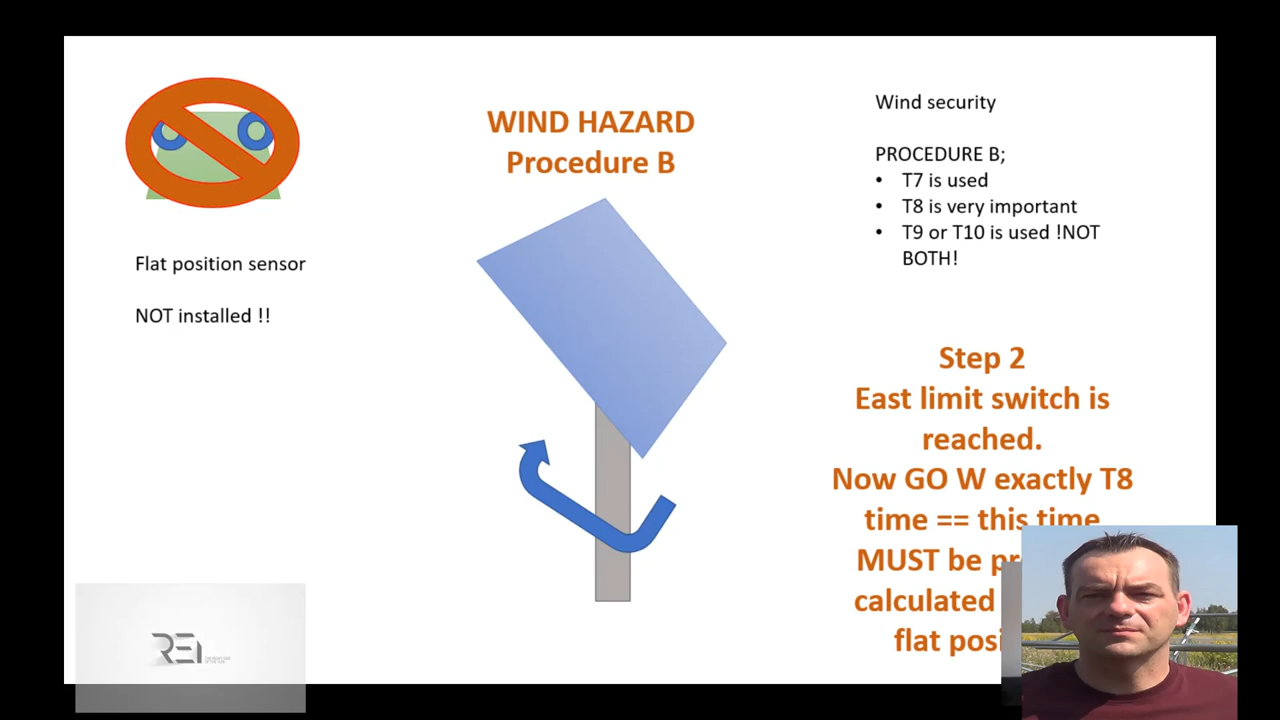 WIND HAZARD
Procedure B
Flat position sensor
NOT installed !!
Wind security
PROCEDURE B;
• T7 is used
• T8 is very important
• T9 or T10 is used !NOT
BOTH!
Step 2
East limit switch is
reached.
Now GO W exactly T8
time == this time
MUST be
calculated
flat
REI